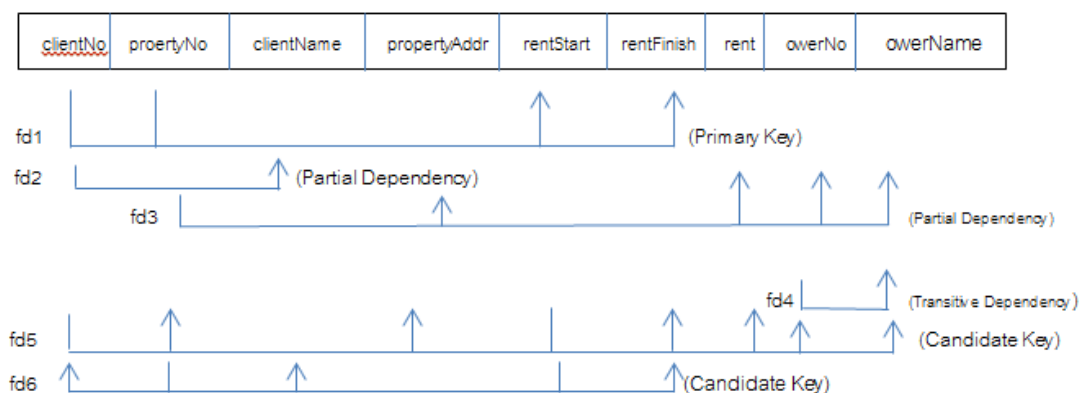 clientNo proertyNo clientName propertyAddr rentStart rentFinish rent owerNo owerName
fd1 (Primary Key)
fd2 (Partial Dependency)
fd3 (Partial Dependency)
fd4 (Transitive Dependency)
fd5 (Candidate Key)
fd6 (Candidate Key)